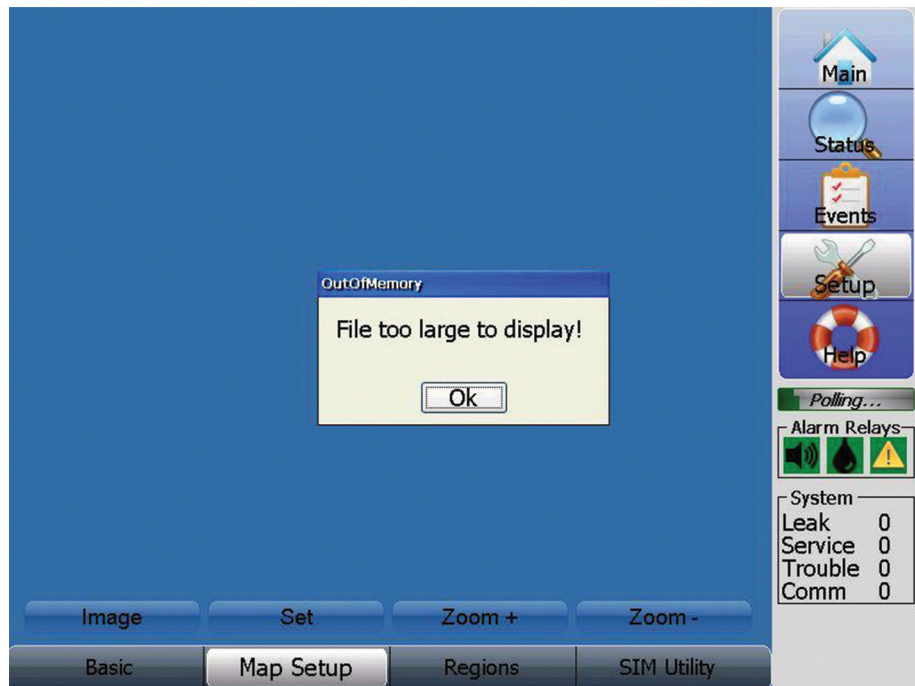 Main
Status
Events
Setup
Help
OutOfMemory
File too large to display!
Ok
Polling...
Alarm Relays
System
Leak 0
Service 0
Trouble 0
Comm 0
Image Set Zoom + Zoom -
Basic Map Setup Regions SIM Utility